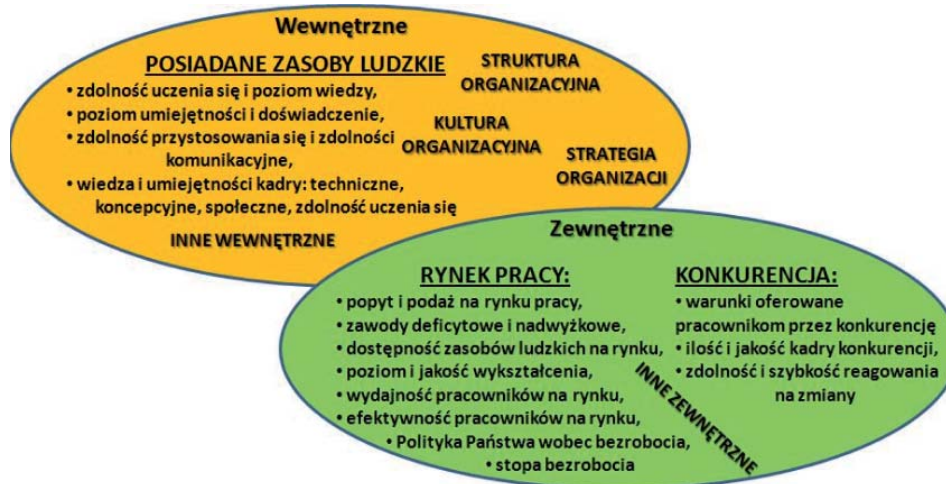 Wewnętrzne
POSIADANE ZASOBY LUDZKIE
• zdolność uczenia się i poziom wiedzy,
• poziom umiejętności i doświadczenie,
• zdolność przystosowania się i zdolności
komunikacyjne,
• wiedza i umiejętności kadry: techniczne,
koncepcyjne, społeczne, zdolność uczenia się
INNE WEWNĘTRZNE
STRUKTURA
ORGANIZACYJNA
KULTURA
ORGANIZACYJNA
STRATEGIA
ORGANIZACJI
Zewnętrzne
RYNEK PRACY:
• popyt i podaż na rynku pracy,
• zawody deficytowe i nadwyżkowe,
• dostępność zasobów ludzkich na rynku,
• poziom i jakość wykształcenia,
• wydajność pracowników na rynku,
• efektywność pracowników na rynku,
• Polityka Państwa wobec bezrobocia,
• stopa bezrobocia
INNE ZEWNĘTRZNE
KONKURENCJA:
• warunki oferowane
pracownikom przez konkurencję
• ilość i jakość kadry konkurencji,
• zdolność i szybkość reagowania
na zmiany